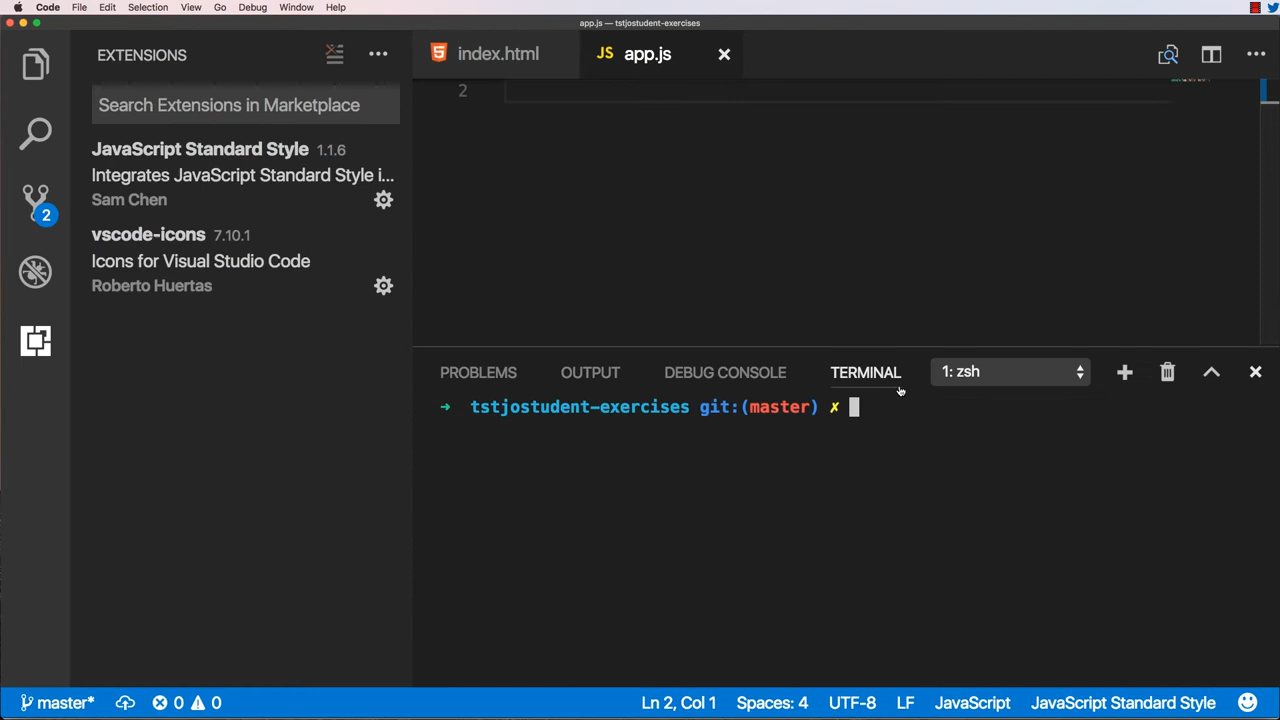 Code File Edit Selection View Go Debug Window Help
app.js — tstjostudent-exercises
EXTENSIONS
index.html
JS app.js
Search Extensions in Marketplace
2
JavaScript Standard Style 1.1.6
Integrates JavaScript Standard Style i...
Sam Chen
2
vscode-icons 7.10.1
Icons for Visual Studio Code
Roberto Huertas
PROBLEMS OUTPUT DEBUG CONSOLE TERMINAL 1: zsh
➜ tstjostudent-exercises git:(master) ✗
master* 0 0 Ln 2, Col 1 Spaces: 4 UTF-8 LF JavaScript JavaScript Standard Style